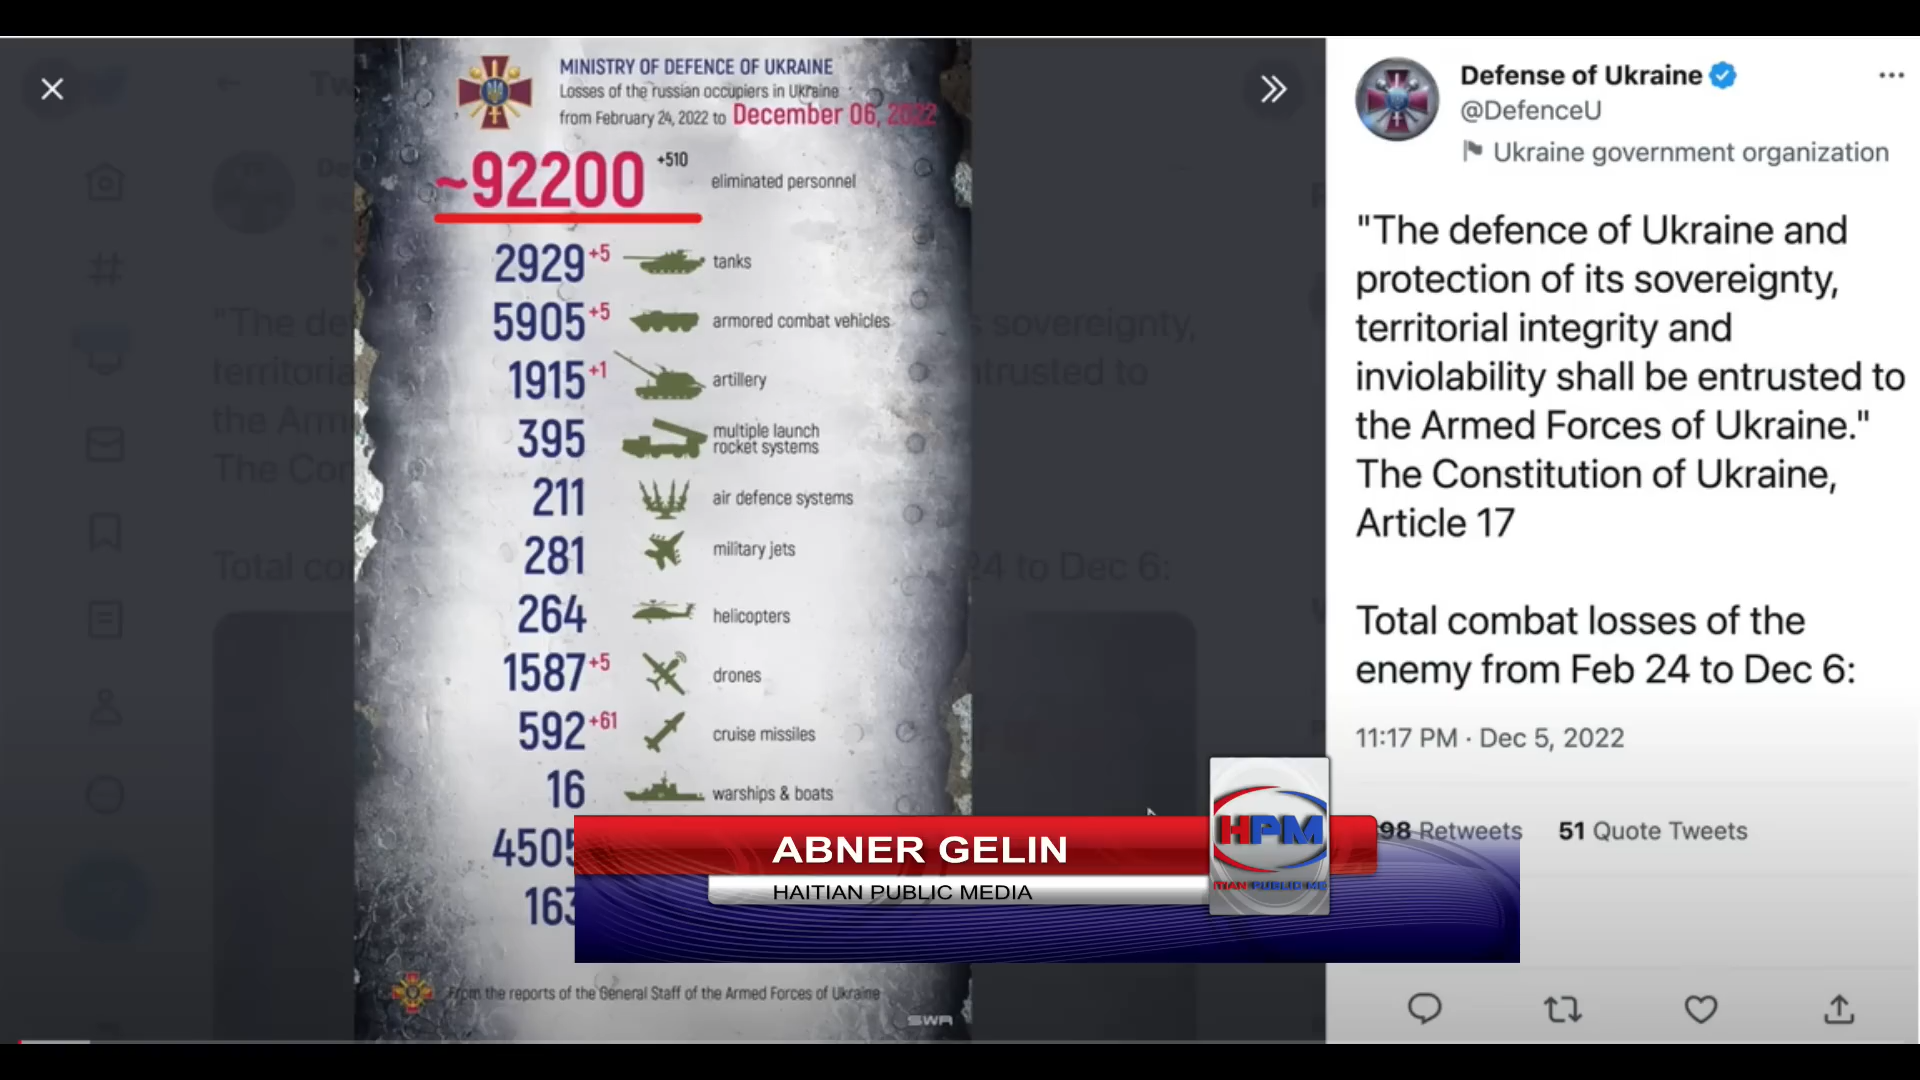 MINISTRY OF DEFENCE OF UKRAINE
Losses of the russian occupiers in Ukraine
from February 24, 2022 to December 06, 2022
~92200 +510 eliminated personnel
2929 +5 tanks
5905 +5 armored combat vehicles
1915 +1 artillery
395 multiple launch
rocket systems
211 air defence systems
281 military jets
264 helicopters
1587 +5 drones
592 +61 cruise missiles
16 warships & boats
4505
163
From the reports of the General Staff of the Armed Forces of Ukraine
SWA
Defense of Ukraine
@DefenceU
Ukraine government organization
"The defence of Ukraine and
protection of its sovereignty,
territorial integrity and
inviolability shall be entrusted to
the Armed Forces of Ukraine."
The Constitution of Ukraine,
Article 17
Total combat losses of the
enemy from Feb 24 to Dec 6:
11:17 PM · Dec 5, 2022
98 Retweets 51 Quote Tweets
ABNER GELIN
HAITIAN PUBLIC MEDIA
HPM